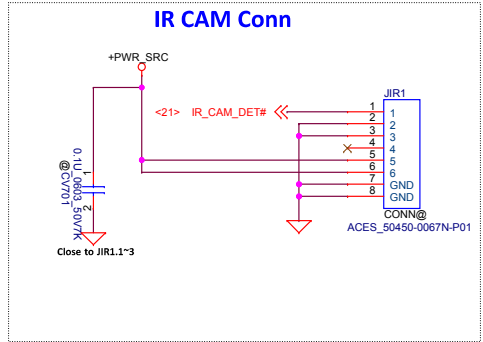 IR CAM Conn
+PWR_SRC
<21> IR_CAM_DET#
JIR1
1 1
2 2
3 3
4 4
5 5
6 6
7 GND
8 GND
CONN@
ACES_50450-0067N-P01
1
2
0.1U_0603_50V7K
@CV701
Close to JIR1.1~3